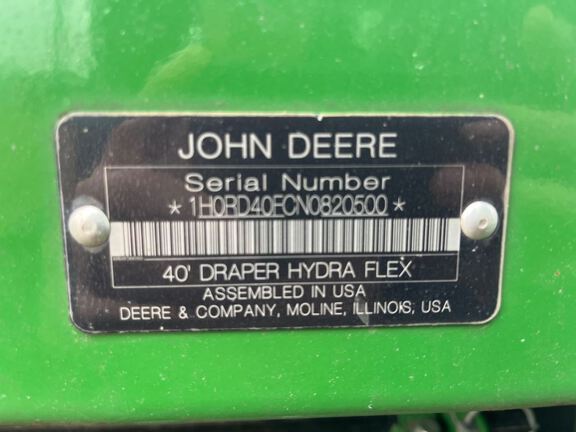 JOHN DEERE
Serial Number
*1H0RD40FCN0820500*
40' DRAPER HYDRA FLEX
ASSEMBLED IN USA
DEERE & COMPANY, MOLINE, ILLINOIS, USA